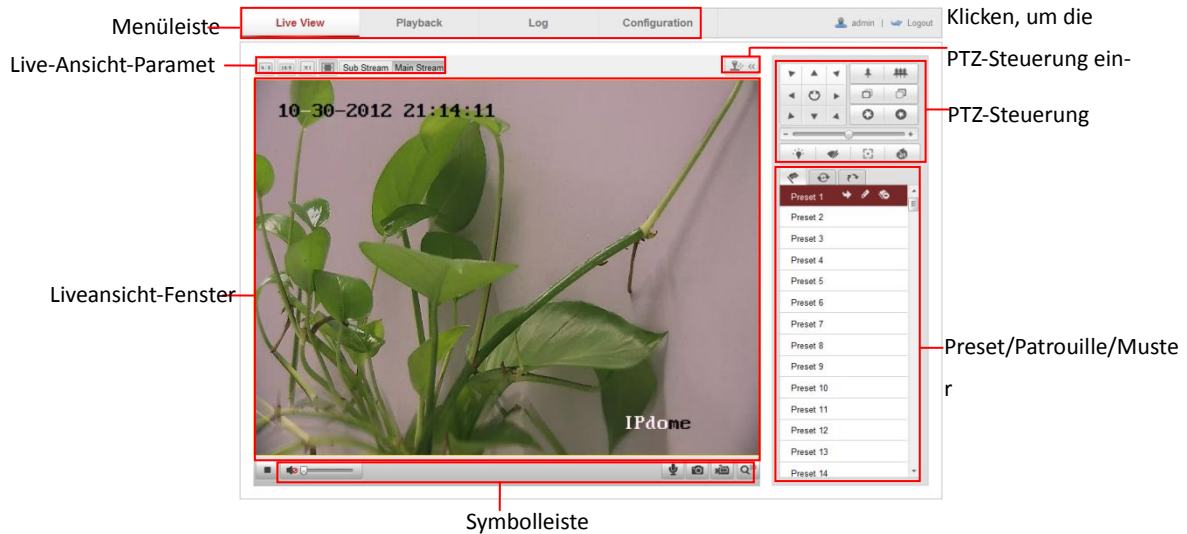 Menüleiste
Live View Playback Log Configuration
admin | Logout
Klicken, um die
PTZ-Steuerung ein-
Live-Ansicht-Paramet
Sub Stream Main Stream
PTZ-Steuerung
10-30-2012 21:14:11
IPdome
Liveansicht-Fenster
Preset 1
Preset 2
Preset 3
Preset 4
Preset 5
Preset 6
Preset 7
Preset 8
Preset 9
Preset 10
Preset 11
Preset 12
Preset 13
Preset 14
Preset/Patrouille/Muste
r
Symbolleiste